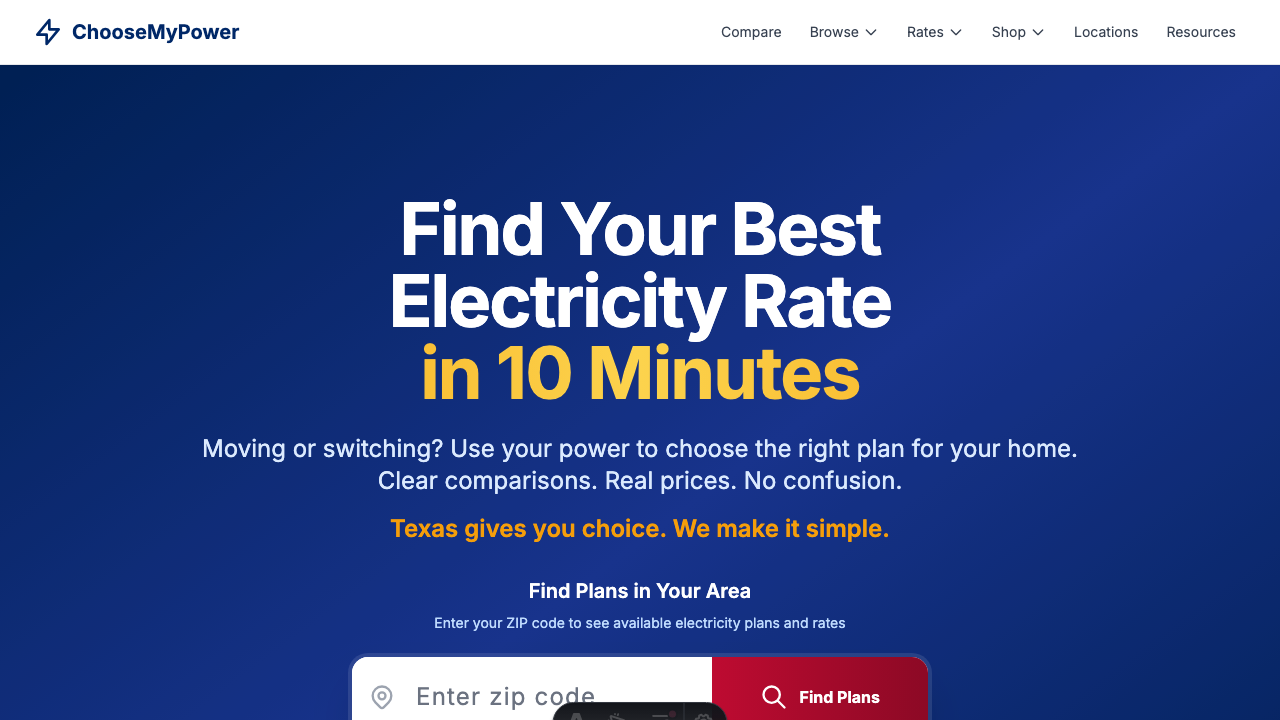 ChooseMyPower
Compare
Browse
Rates
Shop
Locations
Resources
Find Your Best
Electricity Rate
in 10 Minutes
Moving or switching? Use your power to choose the right plan for your home.
Clear comparisons. Real prices. No confusion.
Texas gives you choice. We make it simple.
Find Plans in Your Area
Enter your ZIP code to see available electricity plans and rates
Enter zip code
Find Plans